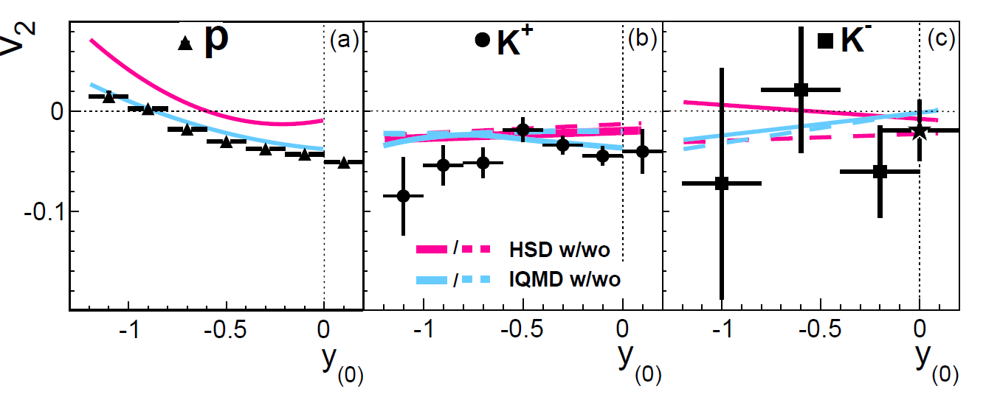 v2
p
(a)
K+
(b)
K-
(c)
0
-0.1
/ HSD w/wo
/ IQMD w/wo
-1 -0.5 0
-1 -0.5 0
-1 -0.5 0
y(0)
y(0)
y(0)